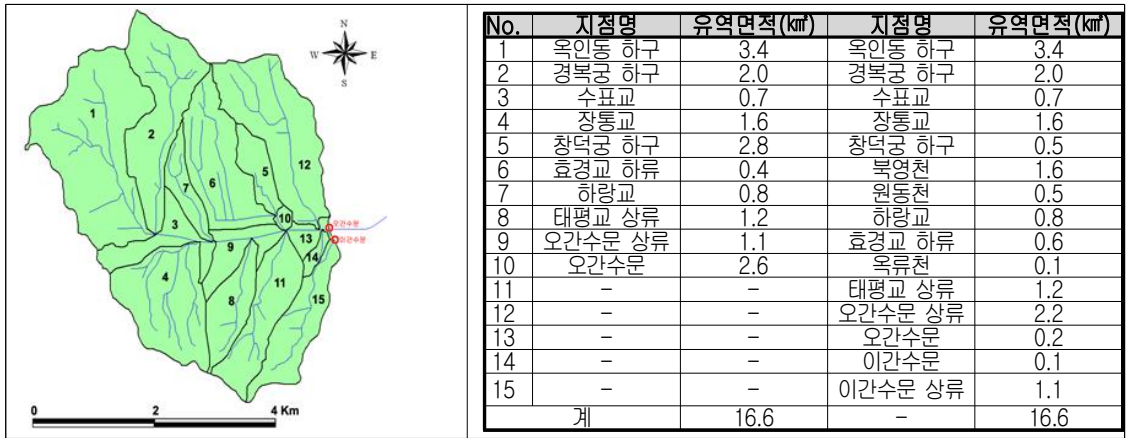 N
W E
S
1
2
3
4
5
6
7
8
9
10
11
12
13
14
15
오간수문
이간수문
0 2 4 Km
No. 지점명 유역면적(㎢) 지점명 유역면적(㎢)
1 옥인동 하구 3.4 옥인동 하구 3.4
2 경복궁 하구 2.0 경복궁 하구 2.0
3 수표교 0.7 수표교 0.7
4 장통교 1.6 장통교 1.6
5 창덕궁 하구 2.8 창덕궁 하구 0.5
6 효경교 하류 0.4 북영천 1.6
7 하랑교 0.8 원동천 0.5
8 태평교 상류 1.2 하랑교 0.8
9 오간수문 상류 1.1 효경교 하류 0.6
10 오간수문 2.6 옥류천 0.1
11 - - 태평교 상류 1.2
12 - - 오간수문 상류 2.2
13 - - 오간수문 0.2
14 - - 이간수문 0.1
15 - - 이간수문 상류 1.1
계 16.6 - 16.6